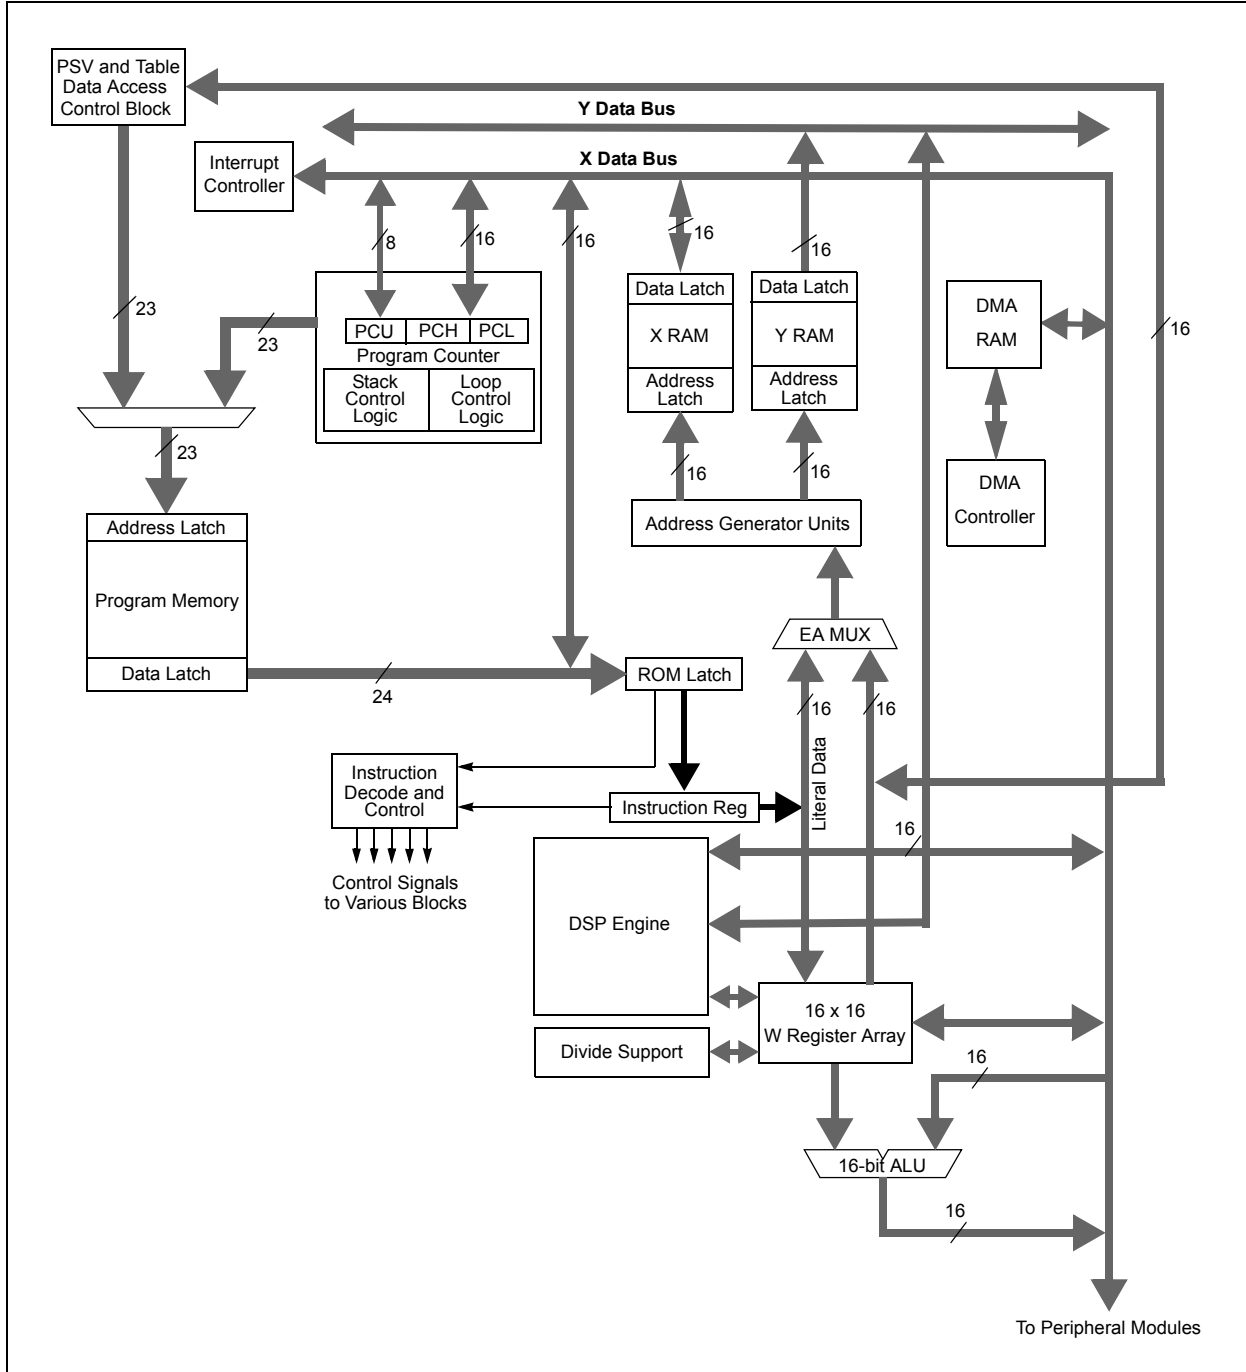 PSV and Table
Data Access
Control Block
Y Data Bus
X Data Bus
Interrupt
Controller
8
16
16
16
16
23
23
16
PCU
PCH
PCL
Program Counter
Stack
Control
Logic
Loop
Control
Logic
Data Latch
X RAM
Address
Latch
Data Latch
Y RAM
Address
Latch
DMA
RAM
23
16
16
DMA
Controller
Address Generator Units
Address Latch
Program Memory
Data Latch
24
EA MUX
ROM Latch
16
16
Literal Data
Instruction
Decode and
Control
Instruction Reg
Control Signals
to Various Blocks
16
DSP Engine
16 x 16
W Register Array
Divide Support
16
16-bit ALU
16
To Peripheral Modules